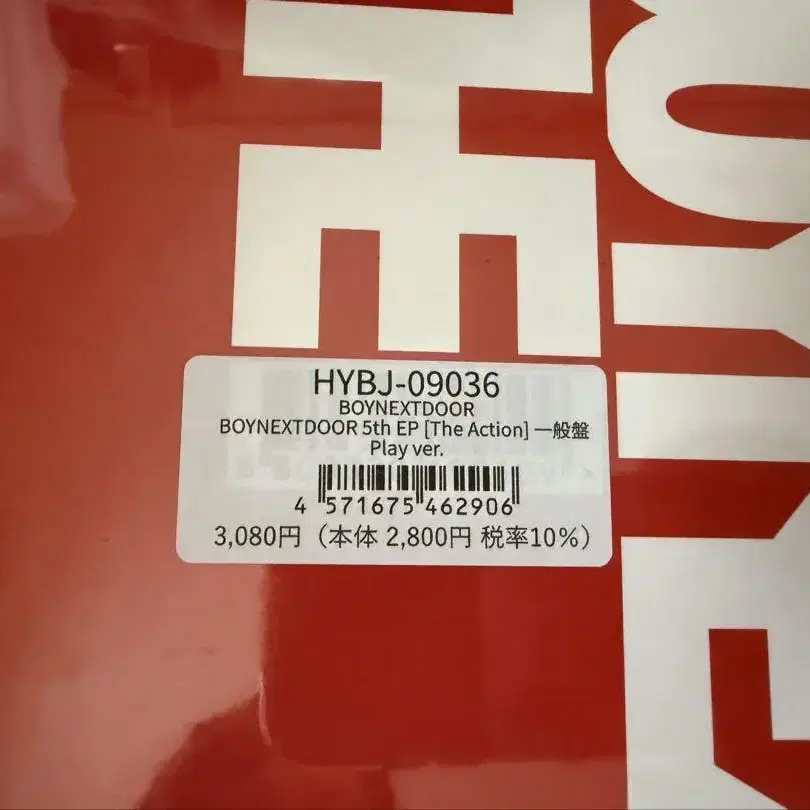 HYBJ-09036
BOYNEXTDOOR
BOYNEXTDOOR 5th EP [The Action] 一般盤
Play ver.
4 571675 462906
3,080円（本体 2,800円 税率10%）